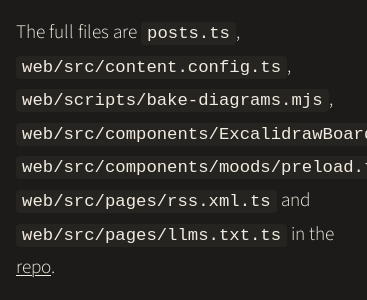 The full files are posts.ts,
web/src/content.config.ts,
web/scripts/bake-diagrams.mjs,
web/src/components/ExcalidrawBoard
web/src/components/moods/preload.
web/src/pages/rss.xml.ts and
web/src/pages/llms.txt.ts in the
repo.